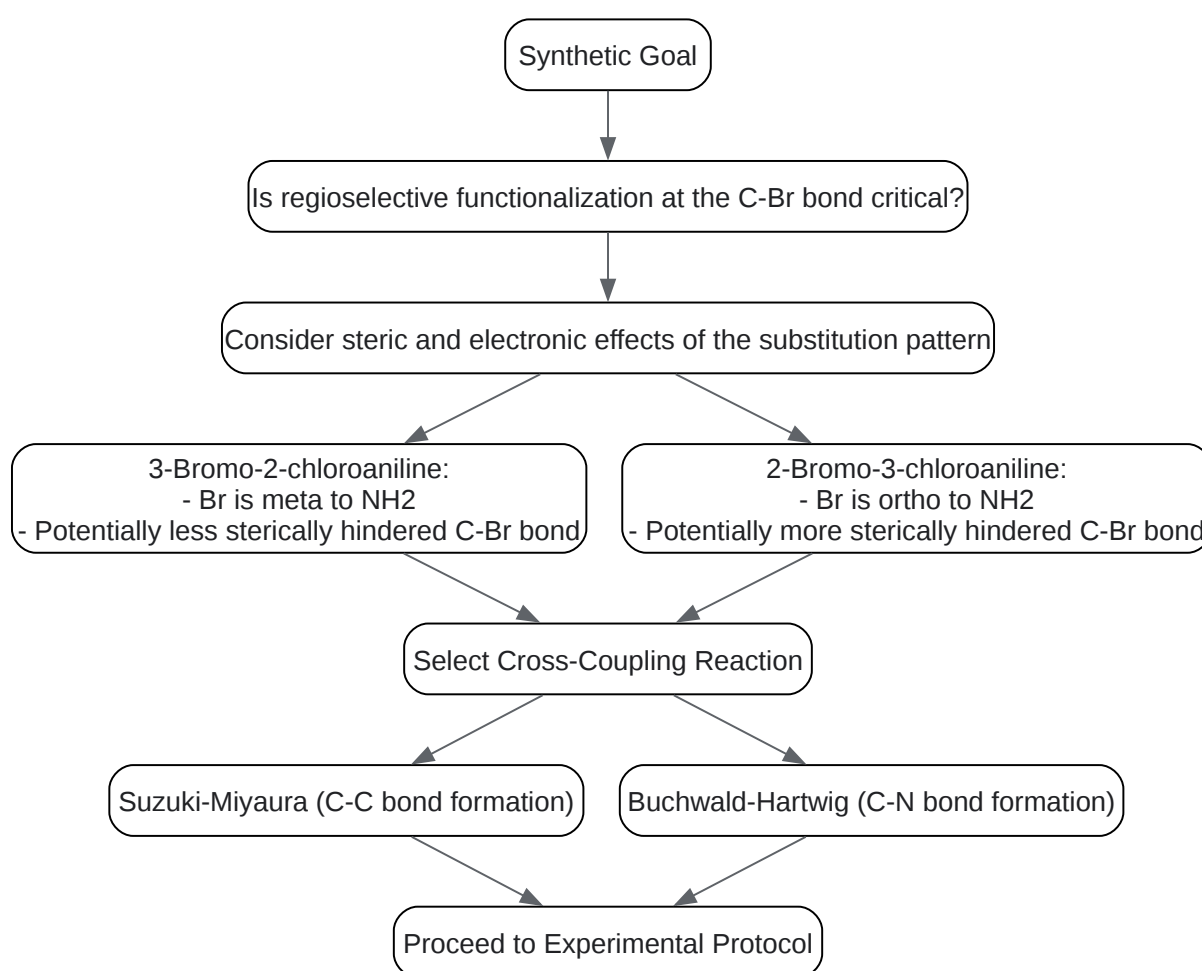 Synthetic Goal
Is regioselective functionalization at the C-Br bond critical?
Consider steric and electronic effects of the substitution pattern
3-Bromo-2-chloroaniline:
- Br is meta to NH2
- Potentially less sterically hindered C-Br bond
2-Bromo-3-chloroaniline:
- Br is ortho to NH2
- Potentially more sterically hindered C-Br bond
Select Cross-Coupling Reaction
Suzuki-Miyaura (C-C bond formation)
Buchwald-Hartwig (C-N bond formation)
Proceed to Experimental Protocol